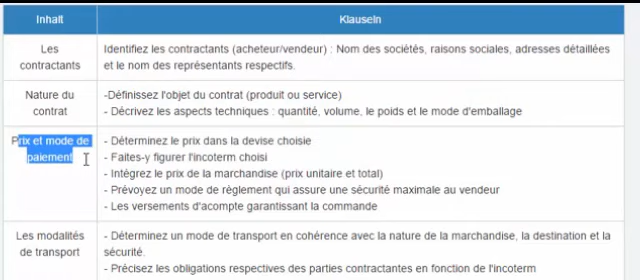 Inhalt Klauseln
Les Identifiez les contractants (acheteur/vendeur) : Nom des sociétés, raisons sociales, adresses détaillées
contractants et le nom des représentants respectifs.
Nature du -Définissez l'objet du contrat (produit ou service)
contrat - Décrivez les aspects techniques : quantité, volume, le poids et le mode d'emballage
Prix et mode de - Déterminez le prix dans la devise choisie
paiement - Faites-y figurer l'incoterm choisi
- Intégrez le prix de la marchandise (prix unitaire et total)
- Prévoyez un mode de règlement qui assure une sécurité maximale au vendeur
- Les versements d'acompte garantissant la commande
Les modalités - Déterminez un mode de transport en cohérence avec la nature de la marchandise, la destination et la
de transport sécurité.
- Précisez les obligations respectives des parties contractantes en fonction de l'incoterm